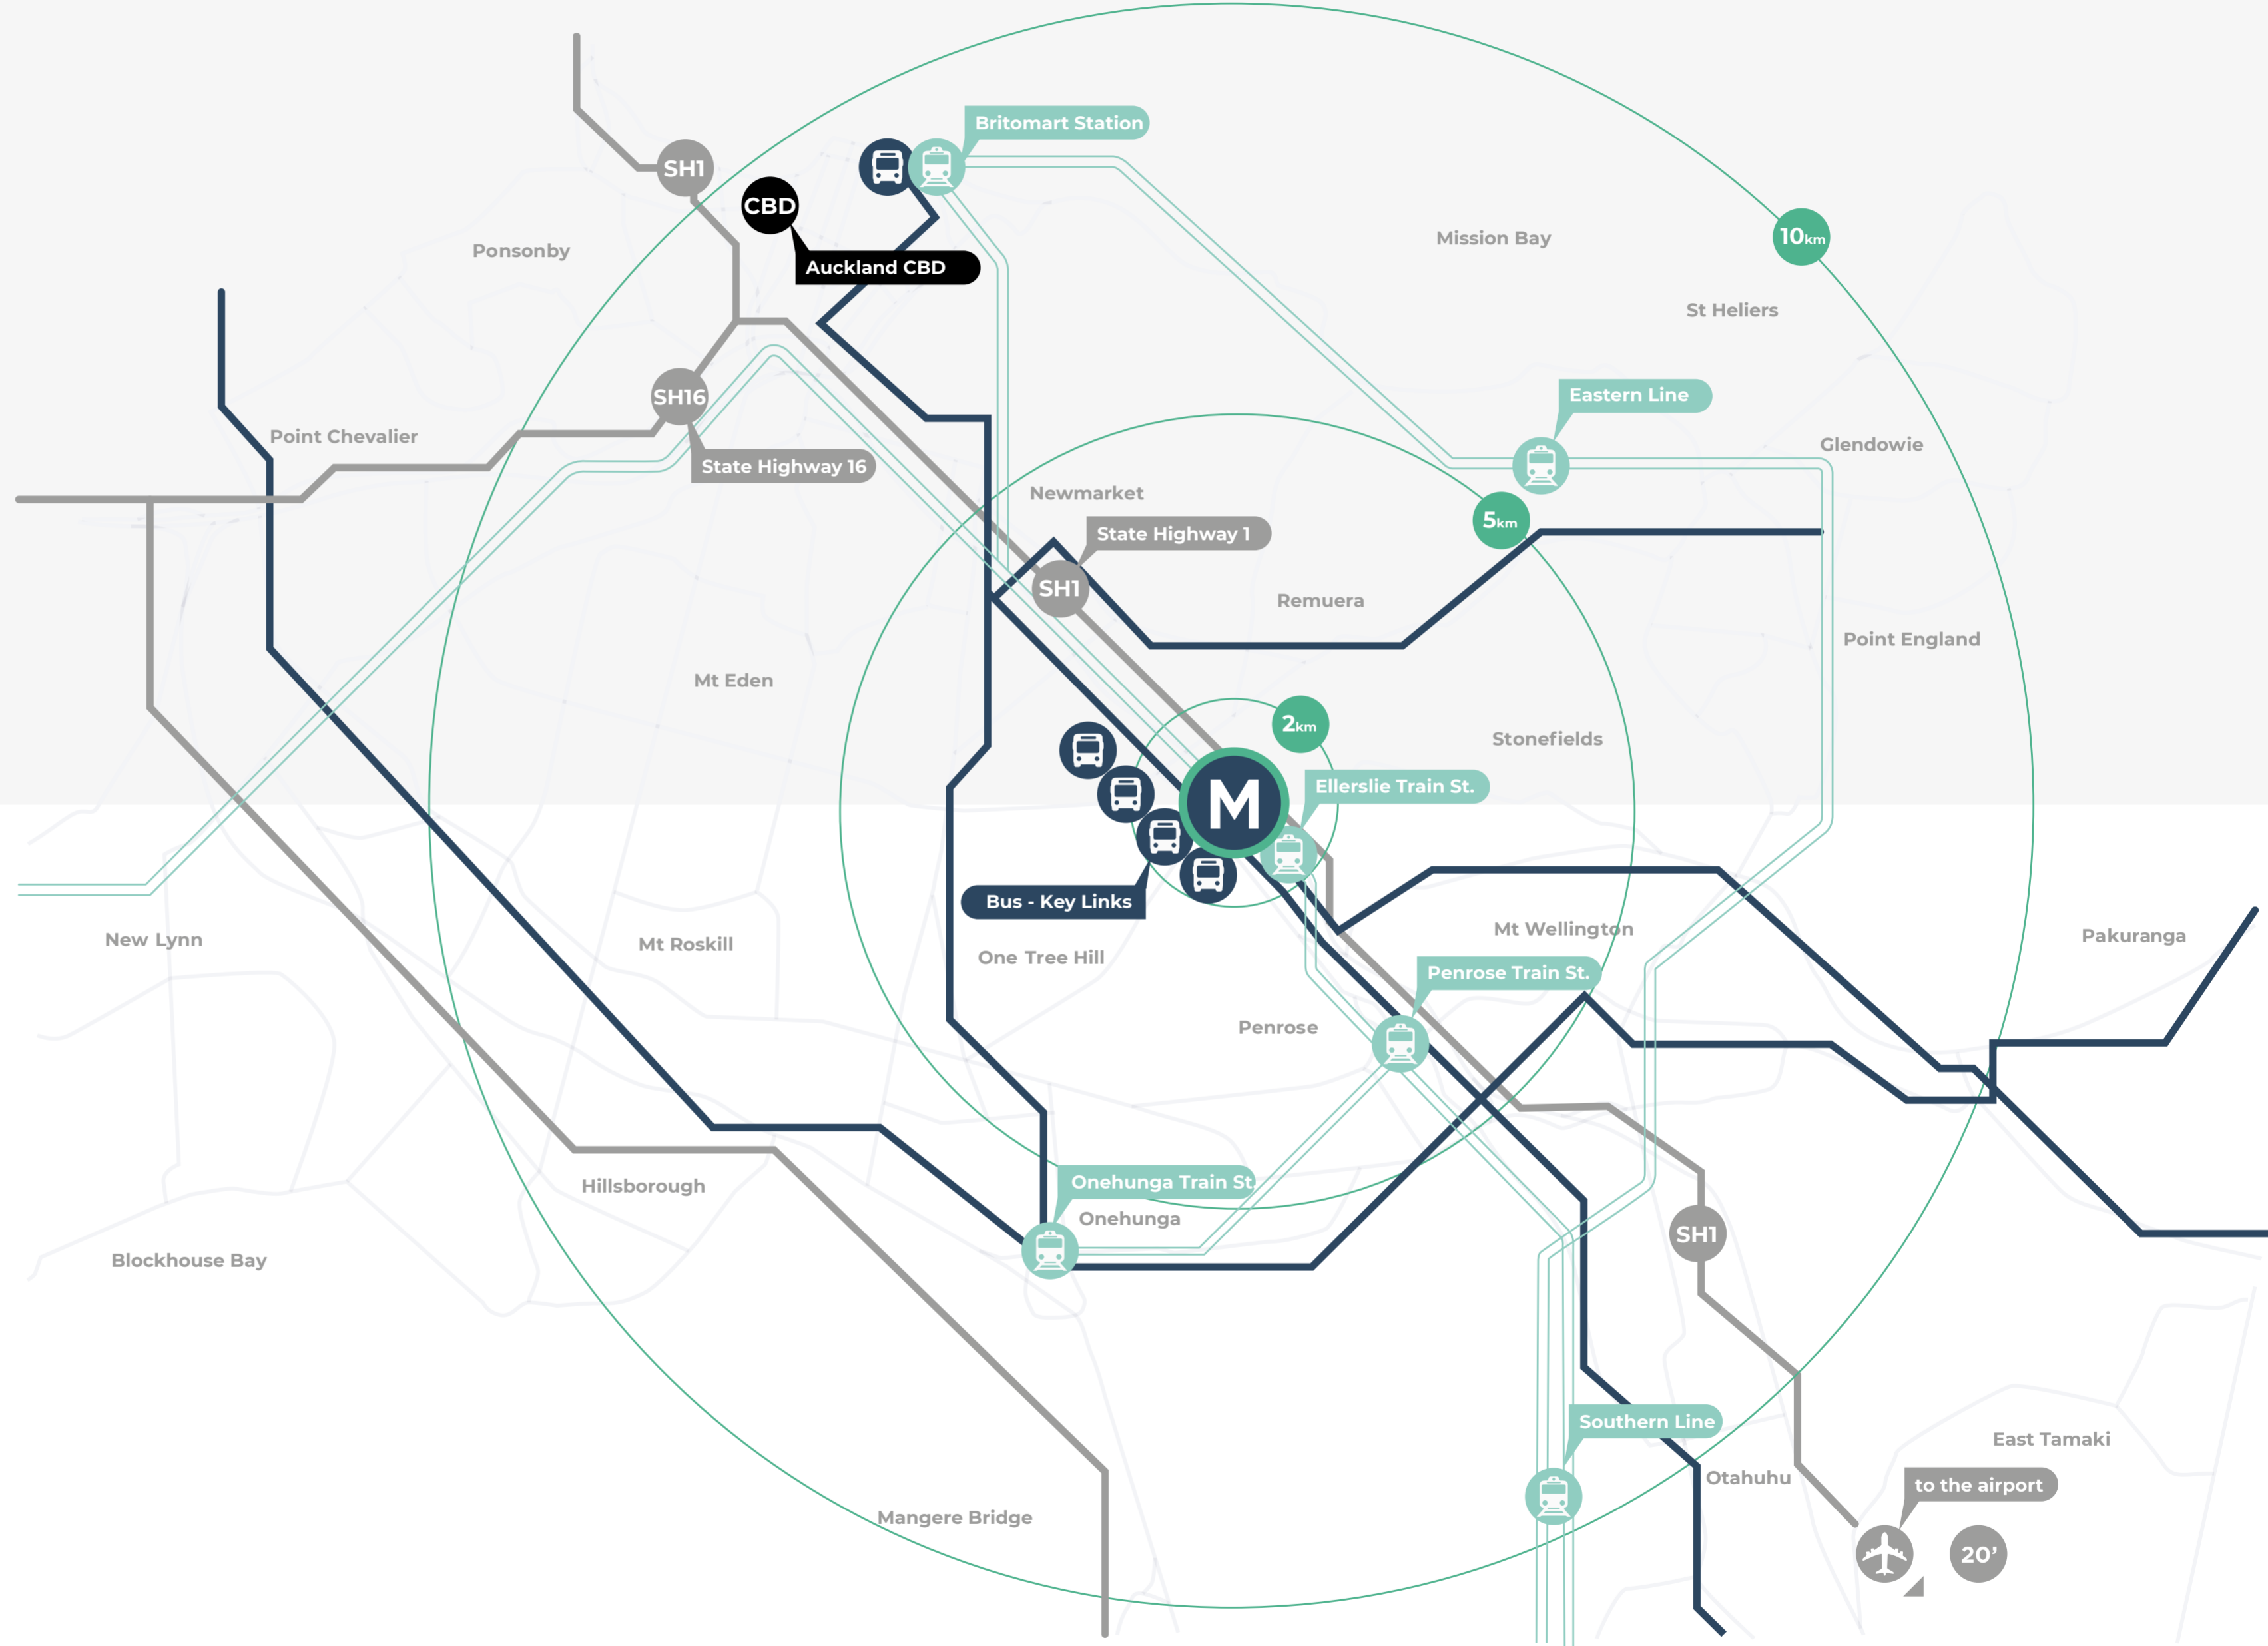 Britomart Station
SH1
CBD
Ponsonby
Auckland CBD
Mission Bay
10km
St Heliers
SH16
Eastern Line
Point Chevalier
State Highway 16
Glendowie
Newmarket
State Highway 1
5km
SH1
Remuera
Point England
Mt Eden
2km
Stonefields
M
Ellerslie Train St.
Bus - Key Links
New Lynn
Mt Roskill
One Tree Hill
Mt Wellington
Pakuranga
Penrose Train St.
Penrose
Hillsborough
Onehunga Train St
Onehunga
SH1
Blockhouse Bay
Southern Line
East Tamaki
Otahuhu
to the airport
Mangere Bridge
20’